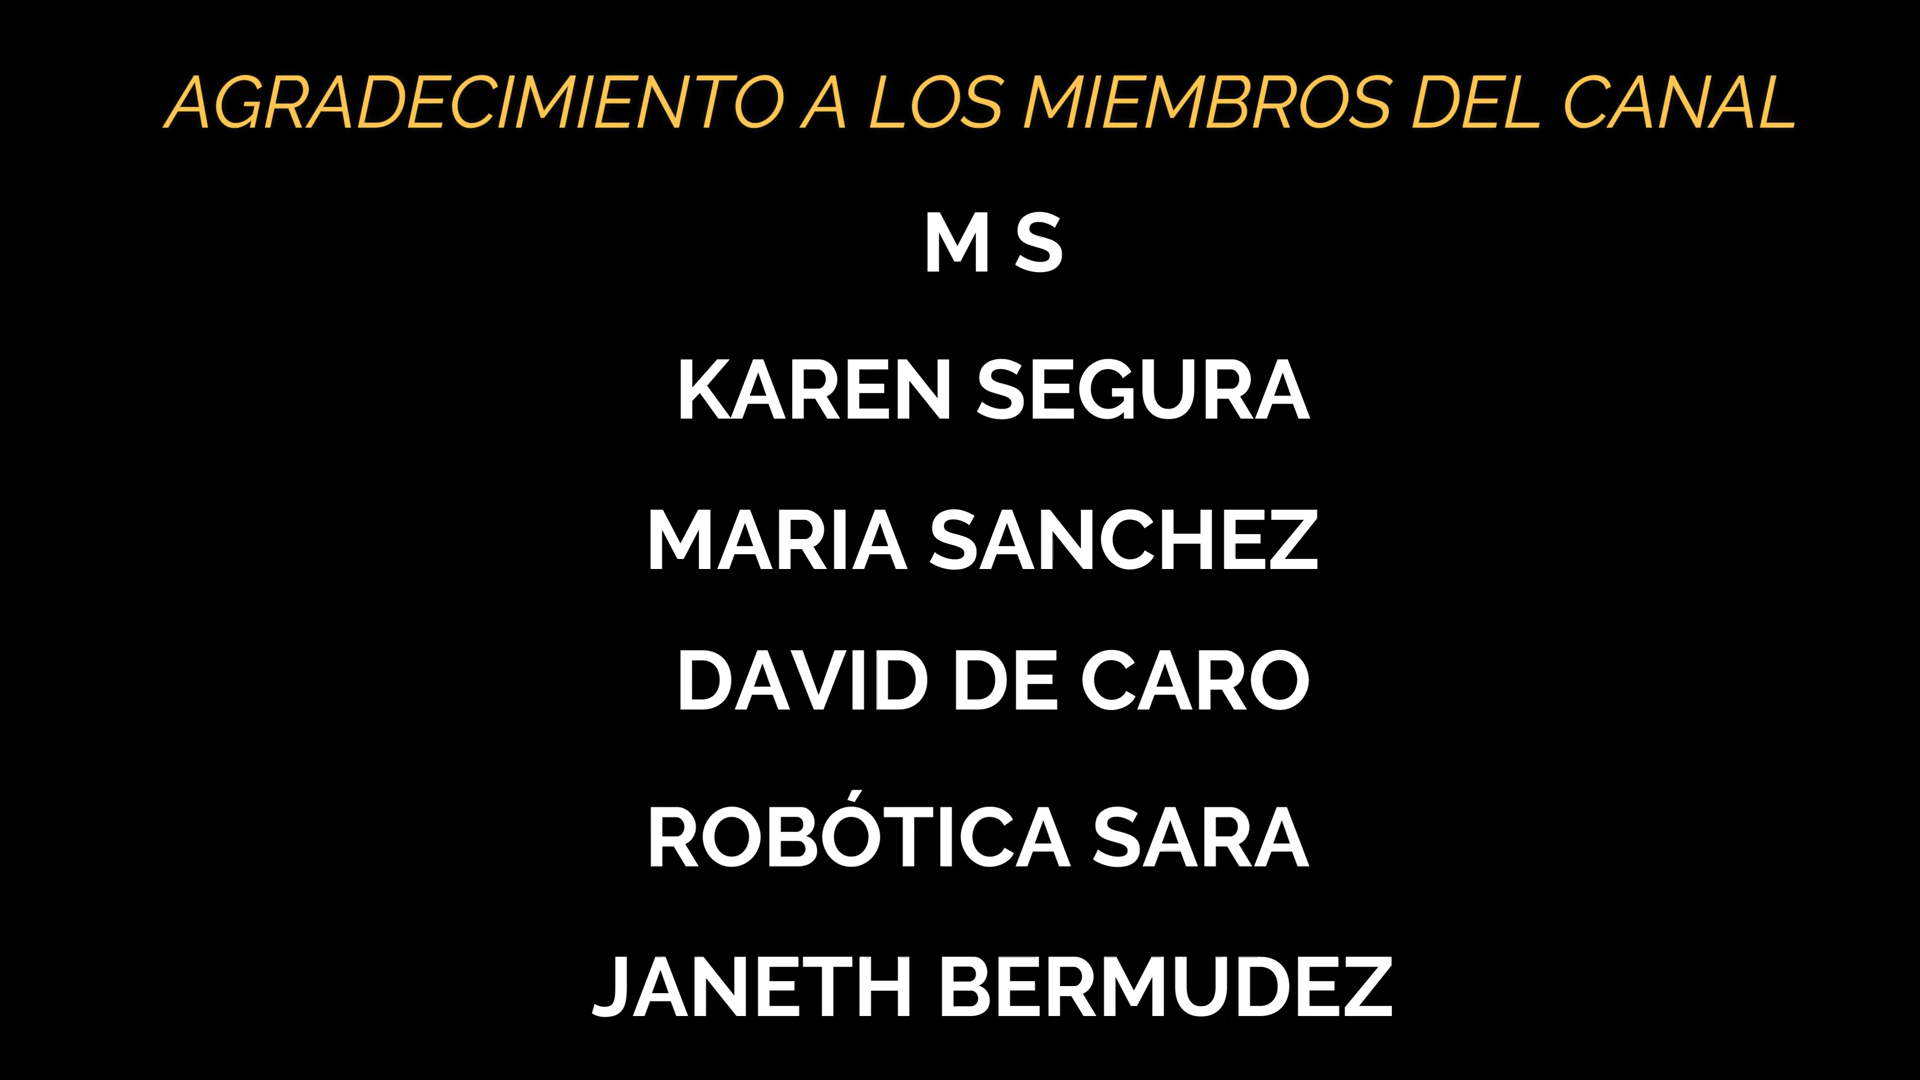 AGRADECIMIENTO A LOS MIEMBROS DEL CANAL
M S
KAREN SEGURA
MARIA SANCHEZ
DAVID DE CARO
ROBÓTICA SARA
JANETH BERMUDEZ